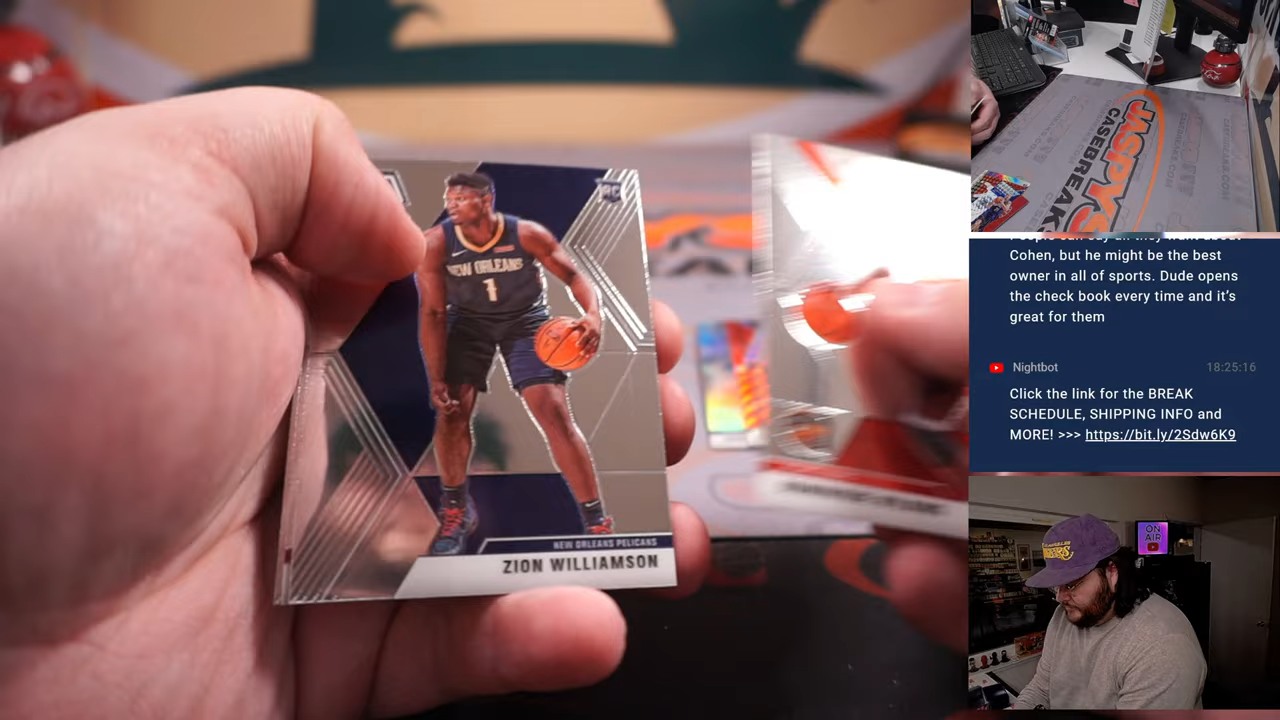 RC
NEW ORLEANS
1
NEW ORLEANS PELICANS
ZION WILLIAMSON
JASPYS
CASEBREAKS
Cohen, but he might be the best
owner in all of sports. Dude opens
the check book every time and it's
great for them
Nightbot
18:25:16
Click the link for the BREAK
SCHEDULE, SHIPPING INFO and
MORE! >>> https://bit.ly/2Sdw6K9
ON
AIR